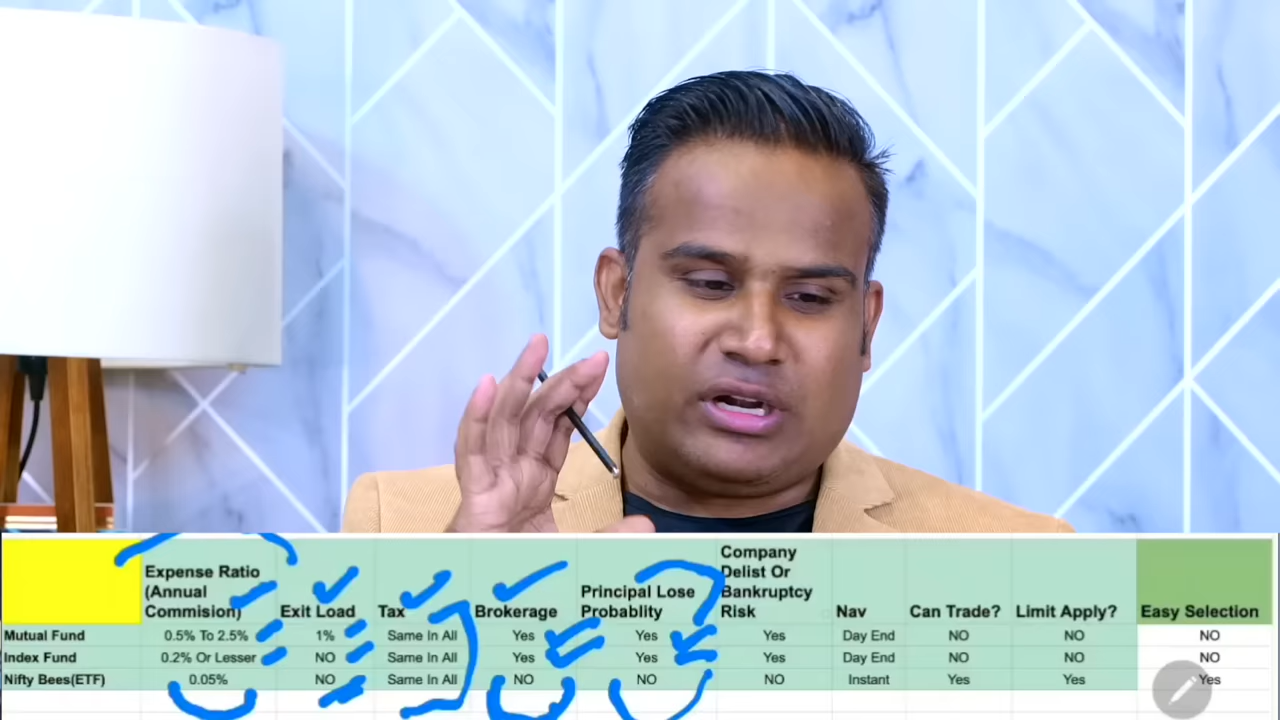 Expense Ratio (Annual Commision) Exit Load Tax Brokerage Principal Lose Probablity Company Delist Or Bankruptcy Risk Nav Can Trade? Limit Apply? Easy Selection
Mutual Fund 0.5% To 2.5% 1% Same In All Yes Yes Yes Day End NO NO NO
Index Fund 0.2% Or Lesser NO Same In All Yes Yes Yes Day End NO NO NO
Nifty Bees(ETF) 0.05% NO Same In All NO NO NO Instant Yes Yes Yes